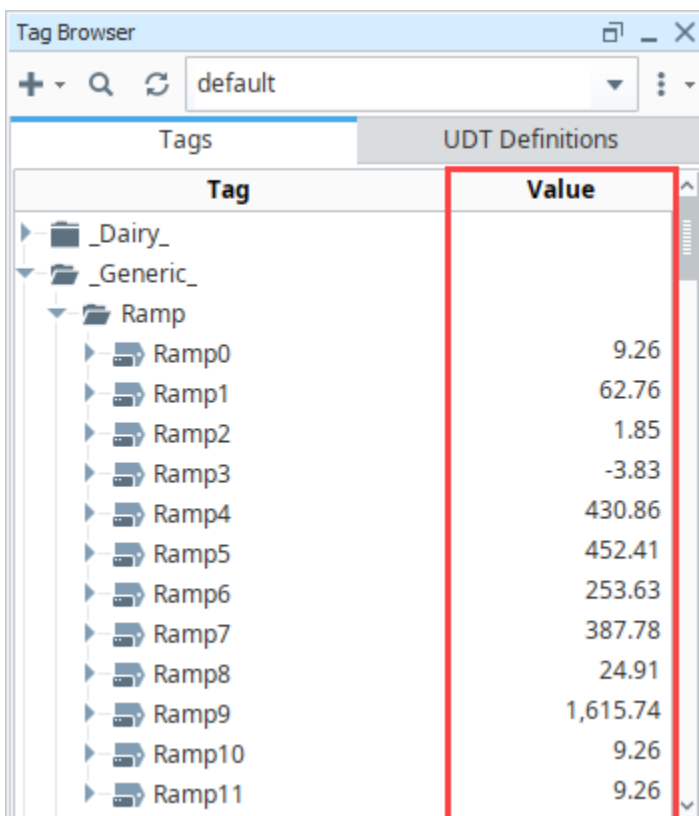 Tag Browser
default
Tags UDT Definitions
Tag Value
_Dairy_
_Generic_
Ramp
Ramp0 9.26
Ramp1 62.76
Ramp2 1.85
Ramp3 -3.83
Ramp4 430.86
Ramp5 452.41
Ramp6 253.63
Ramp7 387.78
Ramp8 24.91
Ramp9 1,615.74
Ramp10 9.26
Ramp11 9.26